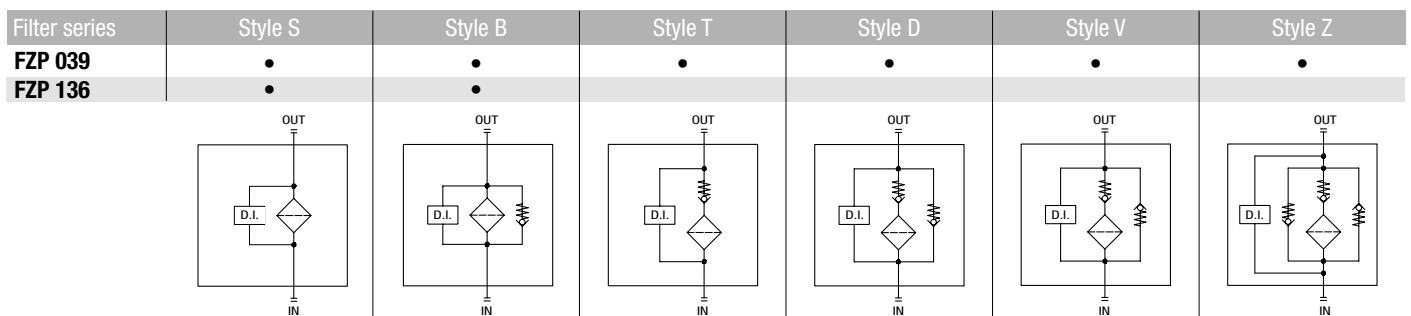 Filter series Style S Style B Style T Style D Style V Style Z
FZP 039 • • • • • •
FZP 136 • •
OUT OUT OUT OUT OUT OUT
D.I. D.I. D.I. D.I. D.I. D.I.
IN IN IN IN IN IN